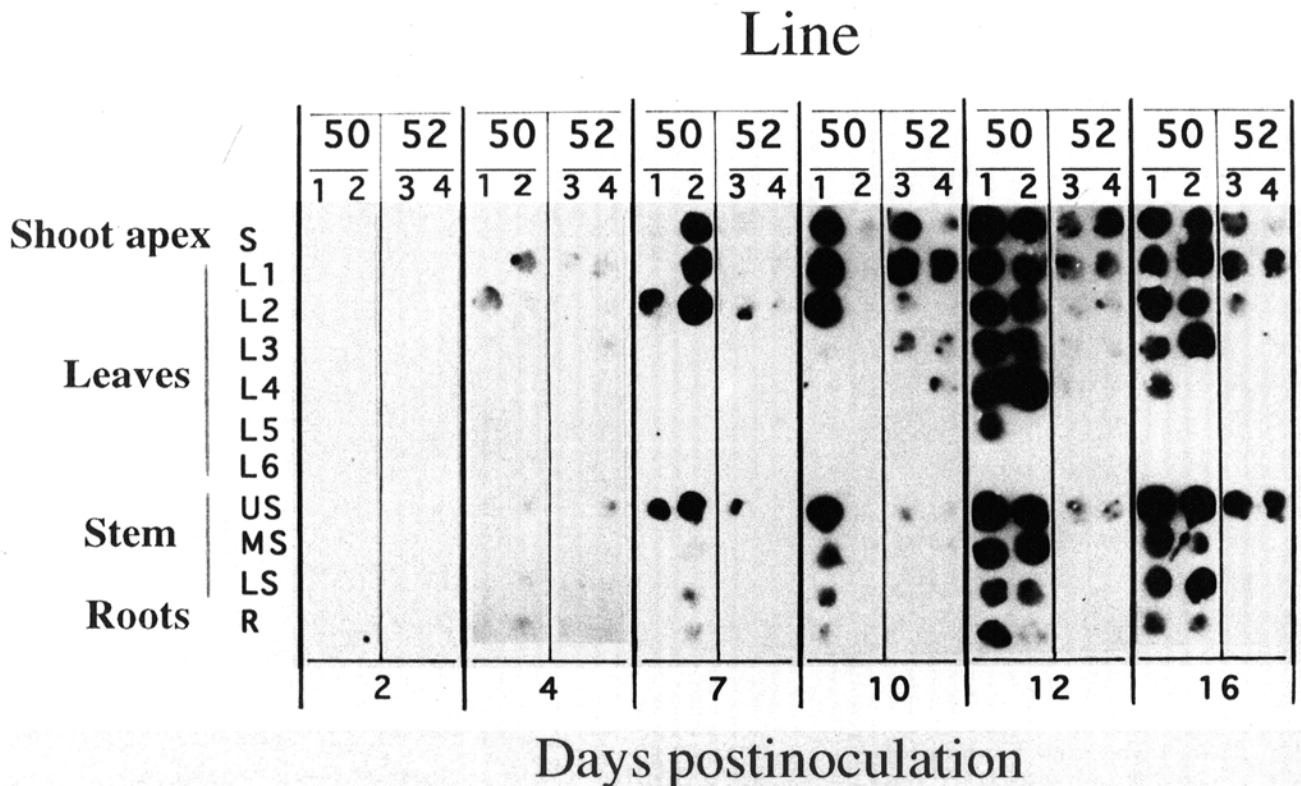 Line
50 52 50 52 50 52 50 52 50 52 50 52
1 2 3 4 1 2 3 4 1 2 3 4 1 2 3 4 1 2 3 4 1 2 3 4
Shoot apex S
L1
L2
L3
Leaves L4
L5
L6
US
Stem MS
LS
Roots R
2 4 7 10 12 16
Days postinoculation